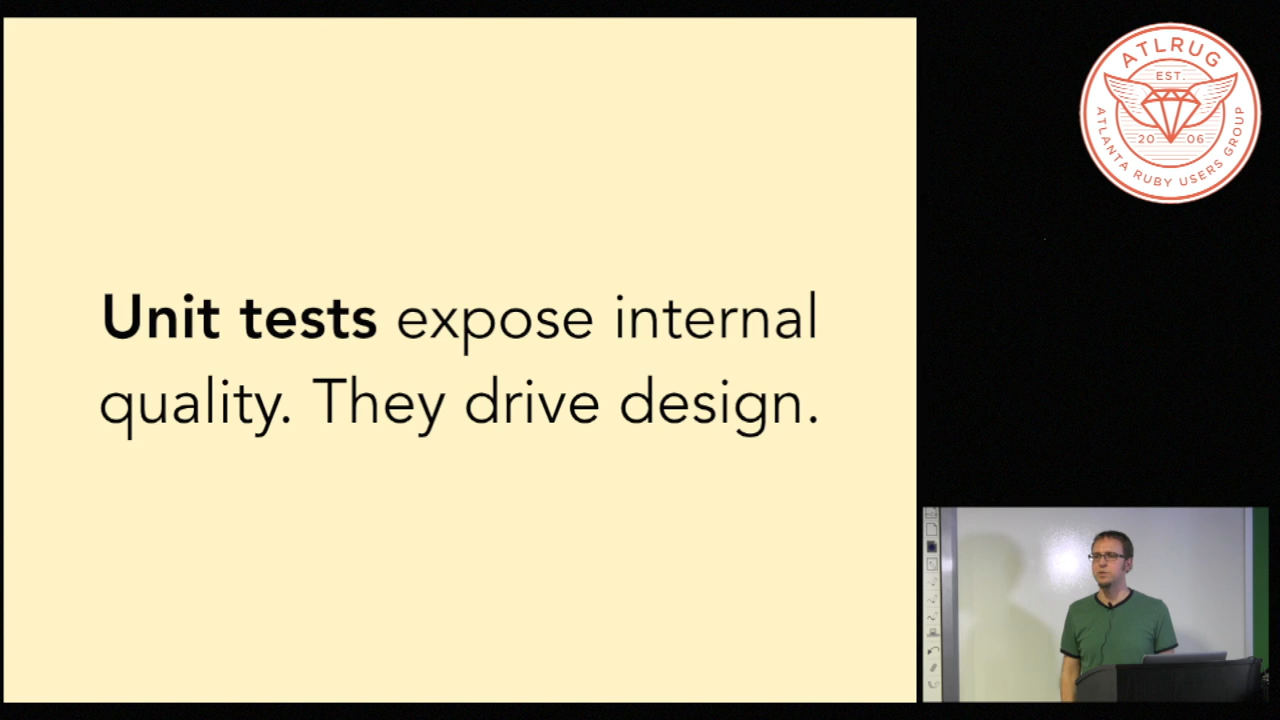 Unit tests expose internal
quality. They drive design.
ATLRUG
EST.
20 06
ATLANTA RUBY USERS GROUP